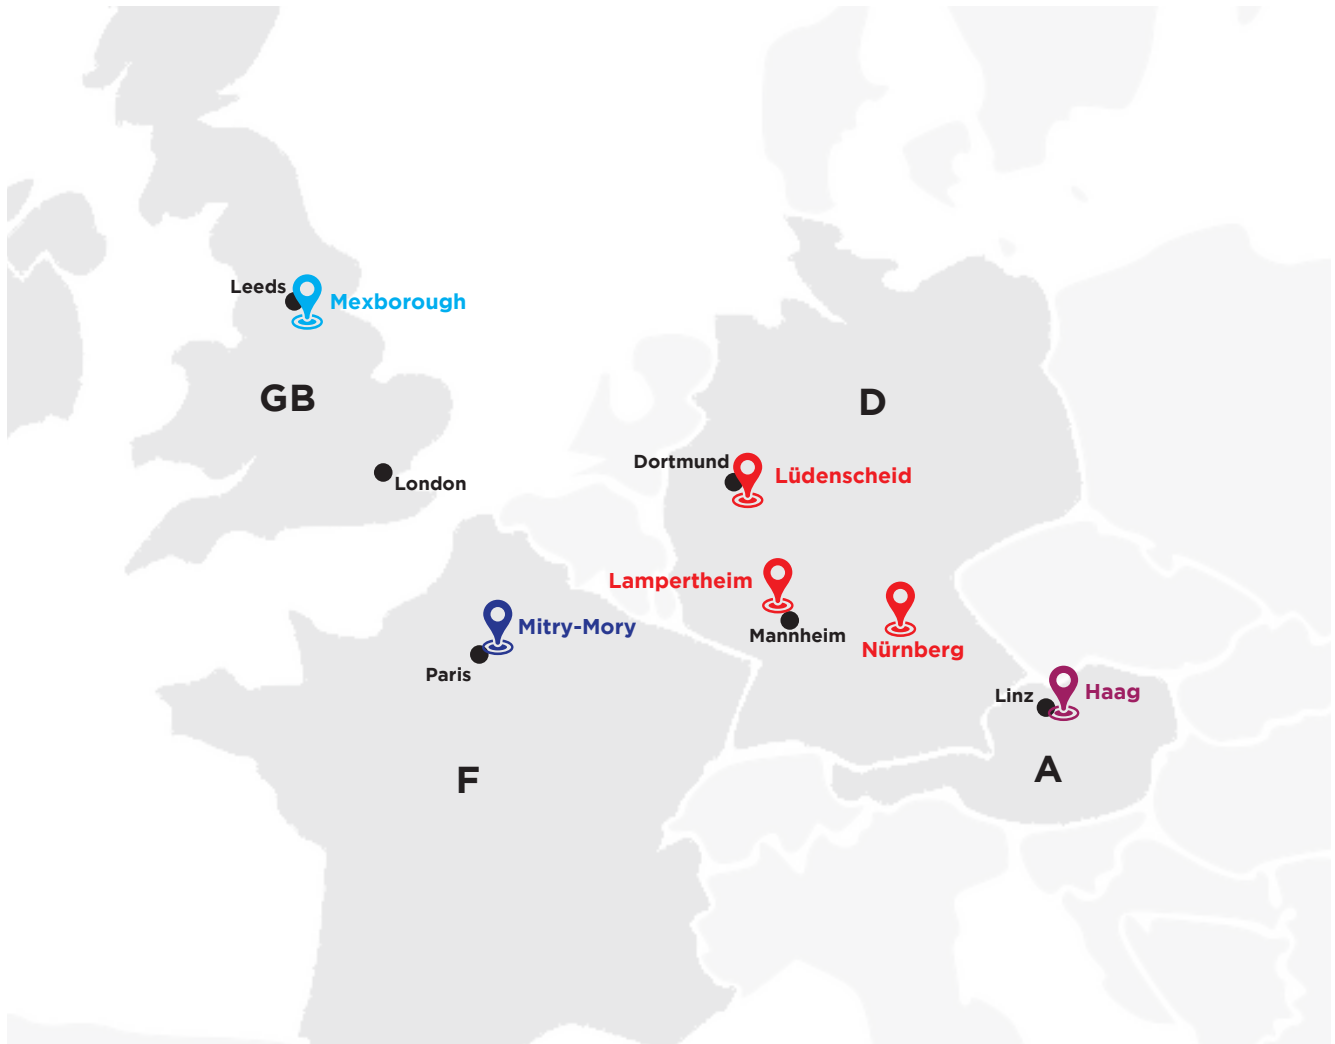 Leeds
Mexborough
GB
D
Dortmund
Lüdenscheid
London
Lampertheim
Mannheim
Nürnberg
Mitry-Mory
Paris
Linz
Haag
F
A